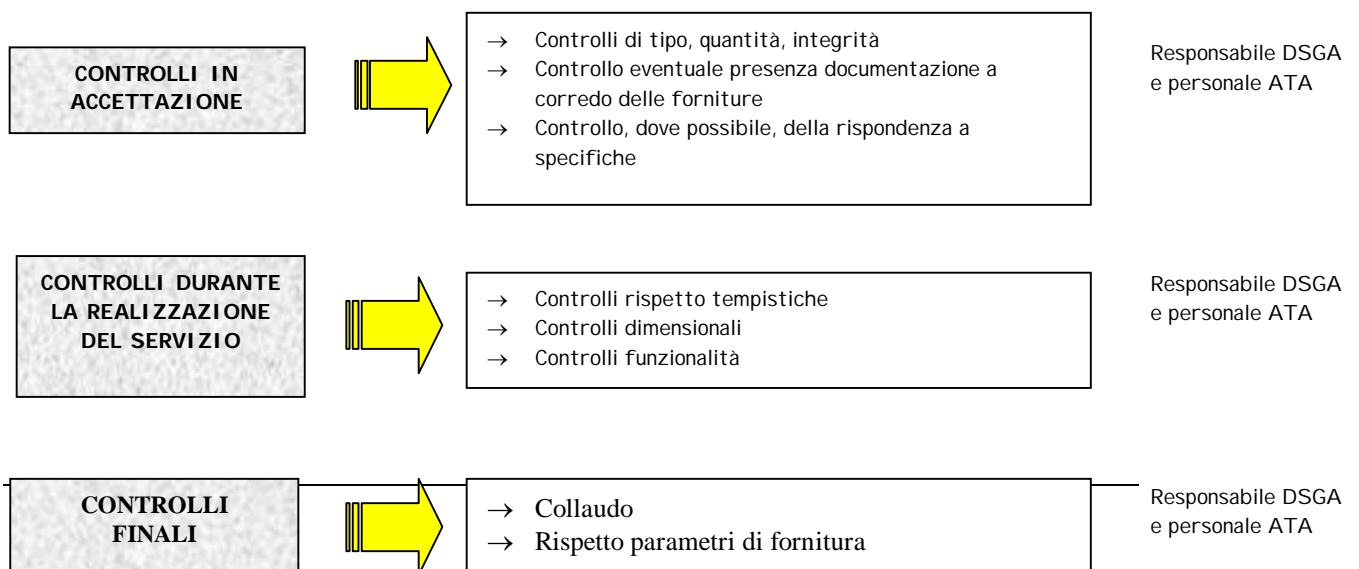 CONTROLLI IN
ACCETTAZIONE
→ Controlli di tipo, quantità, integrità
→ Controllo eventuale presenza documentazione a
corredo delle forniture
→ Controllo, dove possibile, della rispondenza a
specifiche
Responsabile DSGA
e personale ATA
CONTROLLI DURANTE
LA REALIZZAZIONE
DEL SERVIZIO
→ Controlli rispetto tempistiche
→ Controlli dimensionali
→ Controlli funzionalità
Responsabile DSGA
e personale ATA
CONTROLLI
FINALI
→ Collaudo
→ Rispetto parametri di fornitura
Responsabile DSGA
e personale ATA